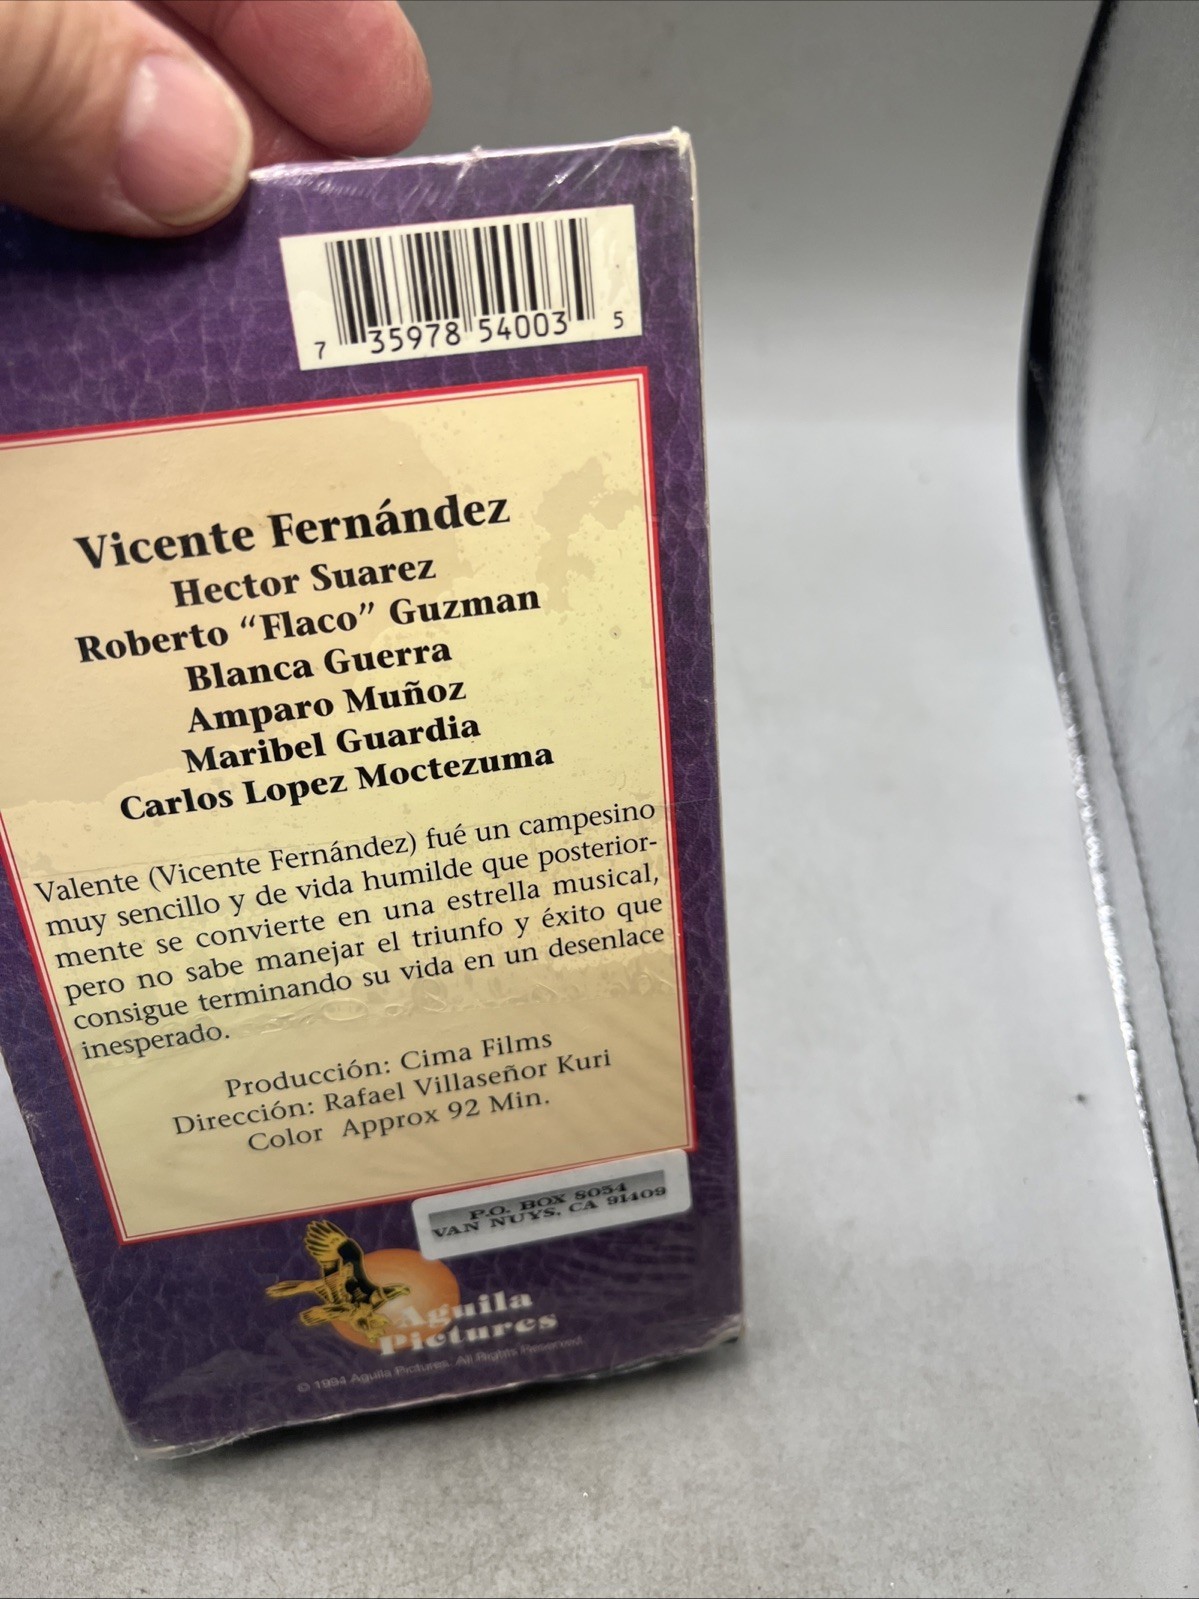 7 35978 54003 5
Vicente Fernández
Hector Suarez
Roberto “Flaco” Guzman
Blanca Guerra
Amparo Muñoz
Maribel Guardia
Carlos Lopez Moctezuma
Valente (Vicente Fernández) fué un campesino
muy sencillo y de vida humilde que posterior-
mente se convierte en una estrella musical,
pero no sabe manejar el triunfo y éxito que
consigue terminando su vida en un desenlace
inesperado.
Producción: Cima Films
Dirección: Rafael Villaseñor Kuri
Color Approx 92 Min.
P.O. BOX 8054
VAN NUYS, CA 91409
Aguila
Pictures
© 1994 Aguila Pictures. All Rights Reserved